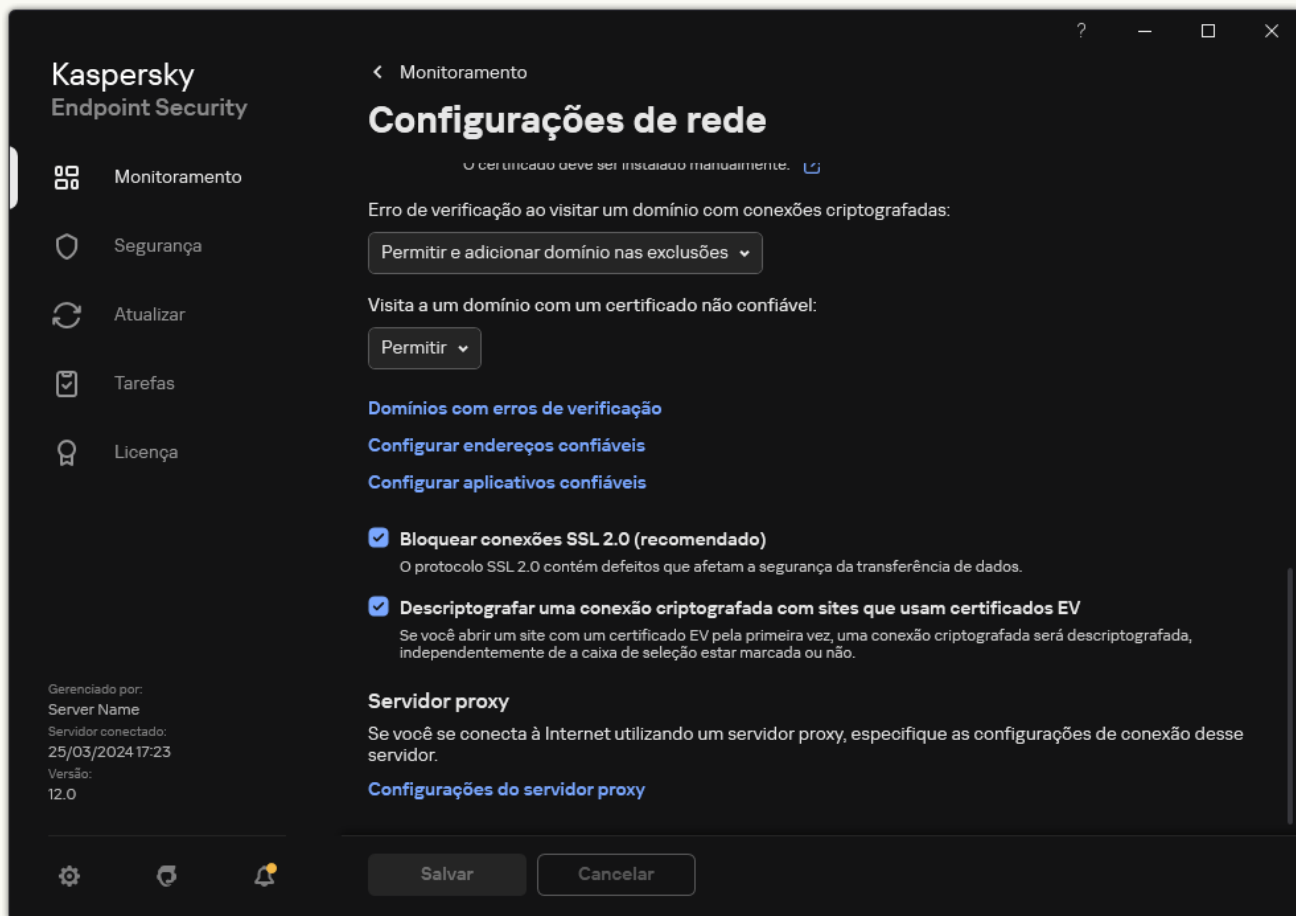 ?
Kaspersky
Endpoint Security
Monitoramento
Segurança
Atualizar
Tarefas
Licença
Gerenciado por:
Server Name
Servidor conectado:
25/03/2024 17:23
Versão:
12.0
Monitoramento
Configurações de rede
O certificado deve ser instalado manualmente.
Erro de verificação ao visitar um domínio com conexões criptografadas:
Permitir e adicionar domínio nas exclusões
Visita a um domínio com um certificado não confiável:
Permitir
Domínios com erros de verificação
Configurar endereços confiáveis
Configurar aplicativos confiáveis
Bloquear conexões SSL 2.0 (recomendado)
O protocolo SSL 2.0 contém defeitos que afetam a segurança da transferência de dados.
Descriptografar uma conexão criptografada com sites que usam certificados EV
Se você abrir um site com um certificado EV pela primeira vez, uma conexão criptografada será descriptografada,
independentemente de a caixa de seleção estar marcada ou não.
Servidor proxy
Se você se conecta à Internet utilizando um servidor proxy, especifique as configurações de conexão desse
servidor.
Configurações do servidor proxy
Salvar
Cancelar